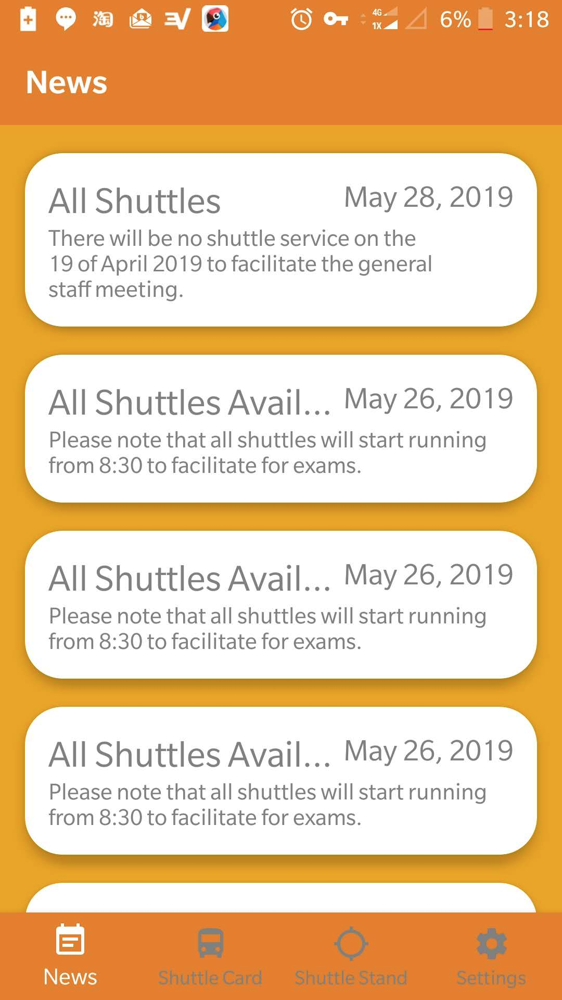 淘 6 4G 1X 6% 3:18
News
All Shuttles May 28, 2019
There will be no shuttle service on the
19 of April 2019 to facilitate the general
staff meeting.
All Shuttles Avail... May 26, 2019
Please note that all shuttles will start running
from 8:30 to facilitate for exams.
All Shuttles Avail... May 26, 2019
Please note that all shuttles will start running
from 8:30 to facilitate for exams.
All Shuttles Avail... May 26, 2019
Please note that all shuttles will start running
from 8:30 to facilitate for exams.
News Shuttle Card Shuttle Stand Settings